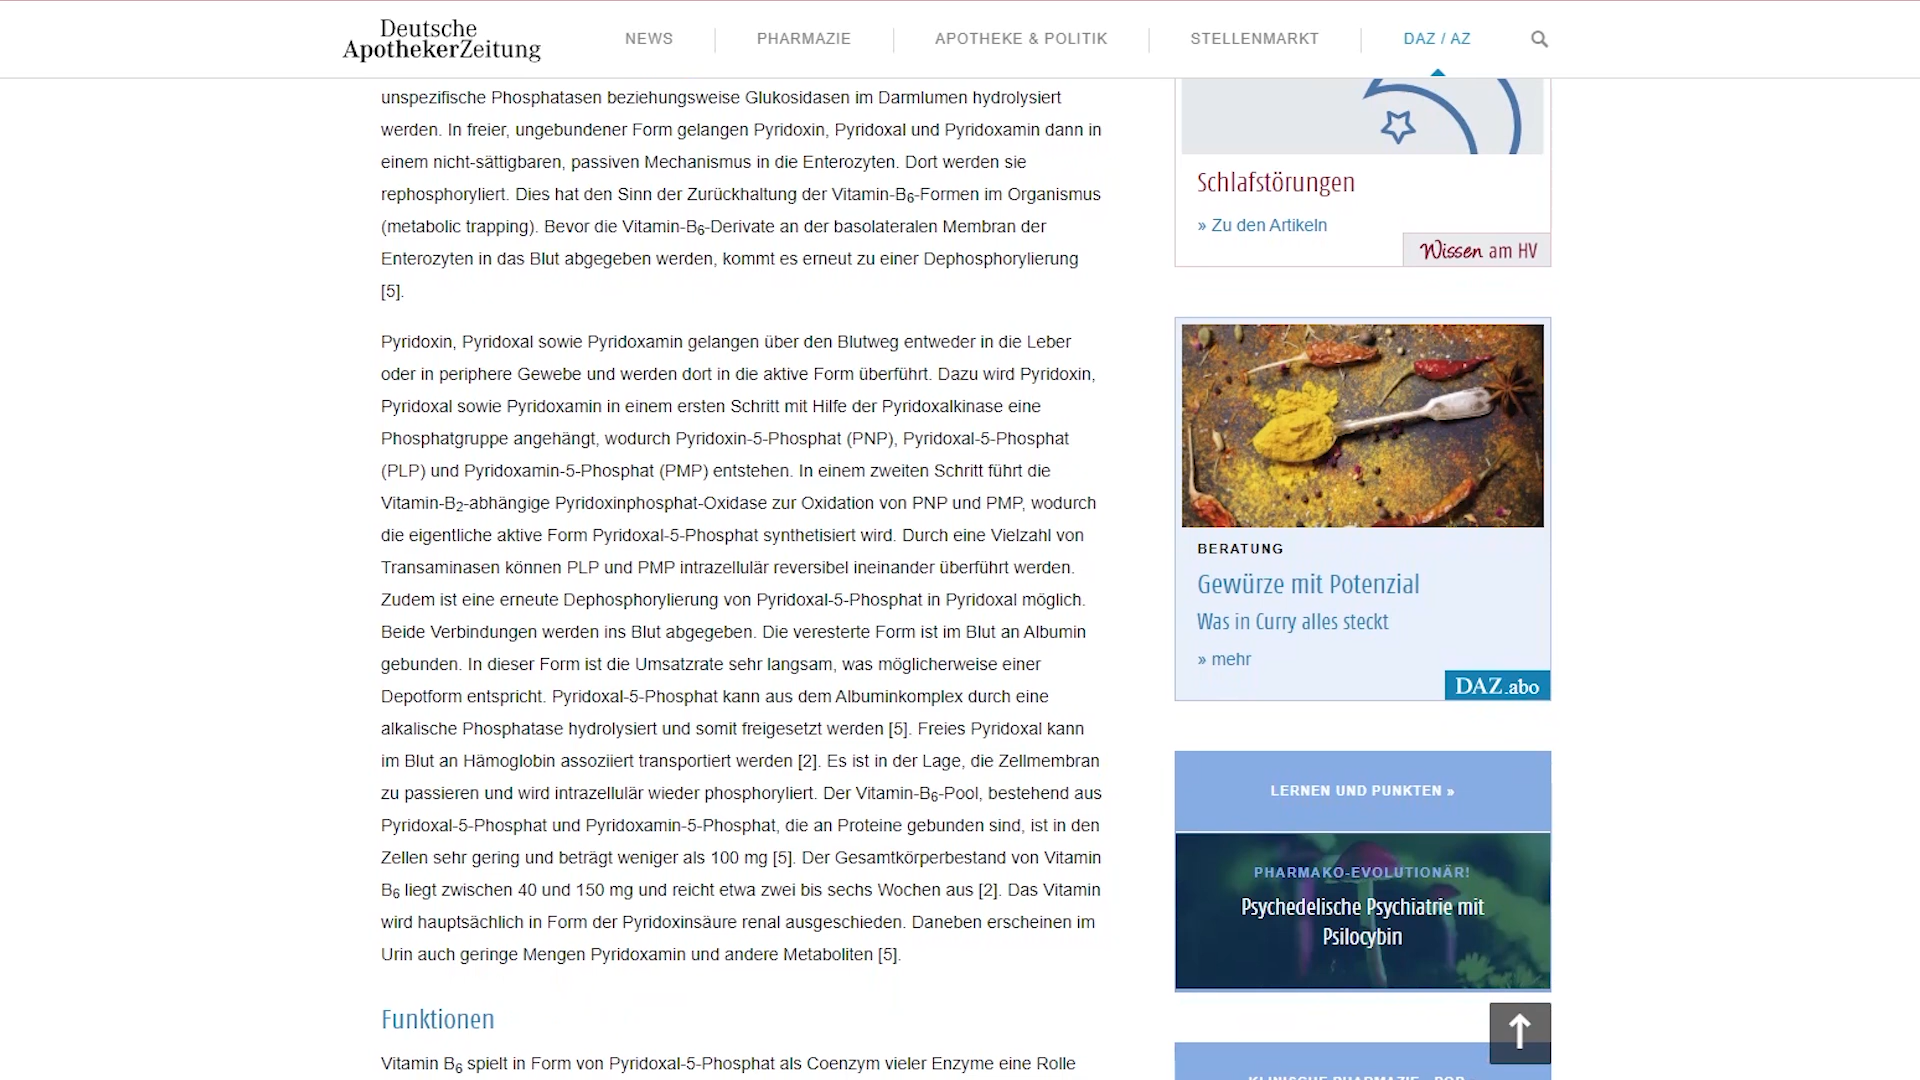 Deutsche
ApothekerZeitung
NEWS
PHARMAZIE
APOTHEKE & POLITIK
STELLENMARKT
DAZ / AZ
unspezifische Phosphatasen beziehungsweise Glukosidasen im Darmlumen hydrolysiert
werden. In freier, ungebundener Form gelangen Pyridoxin, Pyridoxal und Pyridoxamin dann in
einem nicht-sättigbaren, passiven Mechanismus in die Enterozyten. Dort werden sie
rephosphoryliert. Dies hat den Sinn der Zurückhaltung der Vitamin-B₆-Formen im Organismus
(metabolic trapping). Bevor die Vitamin-B₆-Derivate an der basolateralen Membran der
Enterozyten in das Blut abgegeben werden, kommt es erneut zu einer Dephosphorylierung
[5].
Pyridoxin, Pyridoxal sowie Pyridoxamin gelangen über den Blutweg entweder in die Leber
oder in periphere Gewebe und werden dort in die aktive Form überführt. Dazu wird Pyridoxin,
Pyridoxal sowie Pyridoxamin in einem ersten Schritt mit Hilfe der Pyridoxalkinase eine
Phosphatgruppe angehängt, wodurch Pyridoxin-5-Phosphat (PNP), Pyridoxal-5-Phosphat
(PLP) und Pyridoxamin-5-Phosphat (PMP) entstehen. In einem zweiten Schritt führt die
Vitamin-B₂-abhängige Pyridoxinphosphat-Oxidase zur Oxidation von PNP und PMP, wodurch
die eigentliche aktive Form Pyridoxal-5-Phosphat synthetisiert wird. Durch eine Vielzahl von
Transaminasen können PLP und PMP intrazellulär reversibel ineinander überführt werden.
Zudem ist eine erneute Dephosphorylierung von Pyridoxal-5-Phosphat in Pyridoxal möglich.
Beide Verbindungen werden ins Blut abgegeben. Die veresterte Form ist im Blut an Albumin
gebunden. In dieser Form ist die Umsatzrate sehr langsam, was möglicherweise einer
Depotform entspricht. Pyridoxal-5-Phosphat kann aus dem Albuminkomplex durch eine
alkalische Phosphatase hydrolysiert und somit freigesetzt werden [5]. Freies Pyridoxal kann
im Blut an Hämoglobin assoziiert transportiert werden [2]. Es ist in der Lage, die Zellmembran
zu passieren und wird intrazellulär wieder phosphoryliert. Der Vitamin-B₆-Pool, bestehend aus
Pyridoxal-5-Phosphat und Pyridoxamin-5-Phosphat, die an Proteine gebunden sind, ist in den
Zellen sehr gering und beträgt weniger als 100 mg [5]. Der Gesamtkörperbestand von Vitamin
B₆ liegt zwischen 40 und 150 mg und reicht etwa zwei bis sechs Wochen aus [2]. Das Vitamin
wird hauptsächlich in Form der Pyridoxinsäure renal ausgeschieden. Daneben erscheinen im
Urin auch geringe Mengen Pyridoxamin und andere Metaboliten [5].
Funktionen
Vitamin B₆ spielt in Form von Pyridoxal-5-Phosphat als Coenzym vieler Enzyme eine Rolle
Schlafstörungen
» Zu den Artikeln
Wissen am HV
BERATUNG
Gewürze mit Potenzial
Was in Curry alles steckt
» mehr
DAZ.abo
LERNEN UND PUNKTEN »
PHARMAKO-EVOLUTIONÄR!
Psychedelische Psychiatrie mit
Psilocybin
KLINISCHE PHARMAZIE - POP